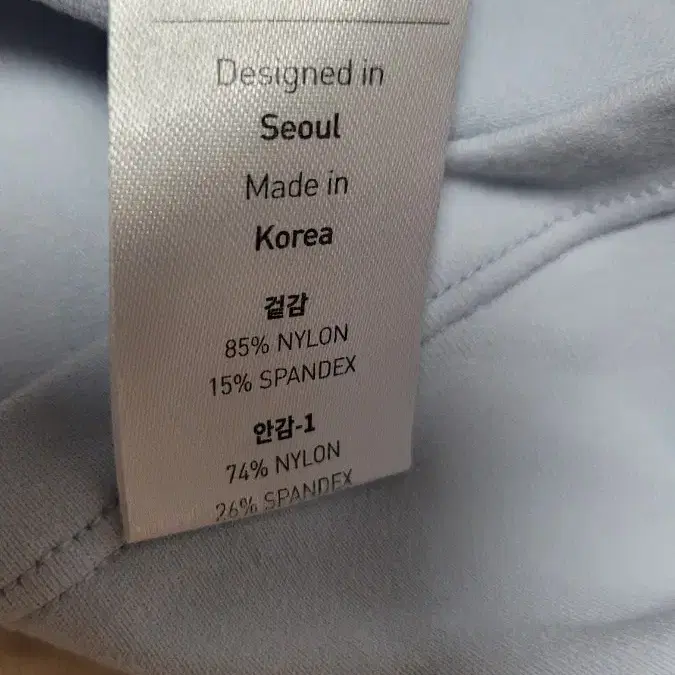 Designed in
Seoul
Made in
Korea
겉감
85% NYLON
15% SPANDEX
안감-1
74% NYLON
26% SPANDEX